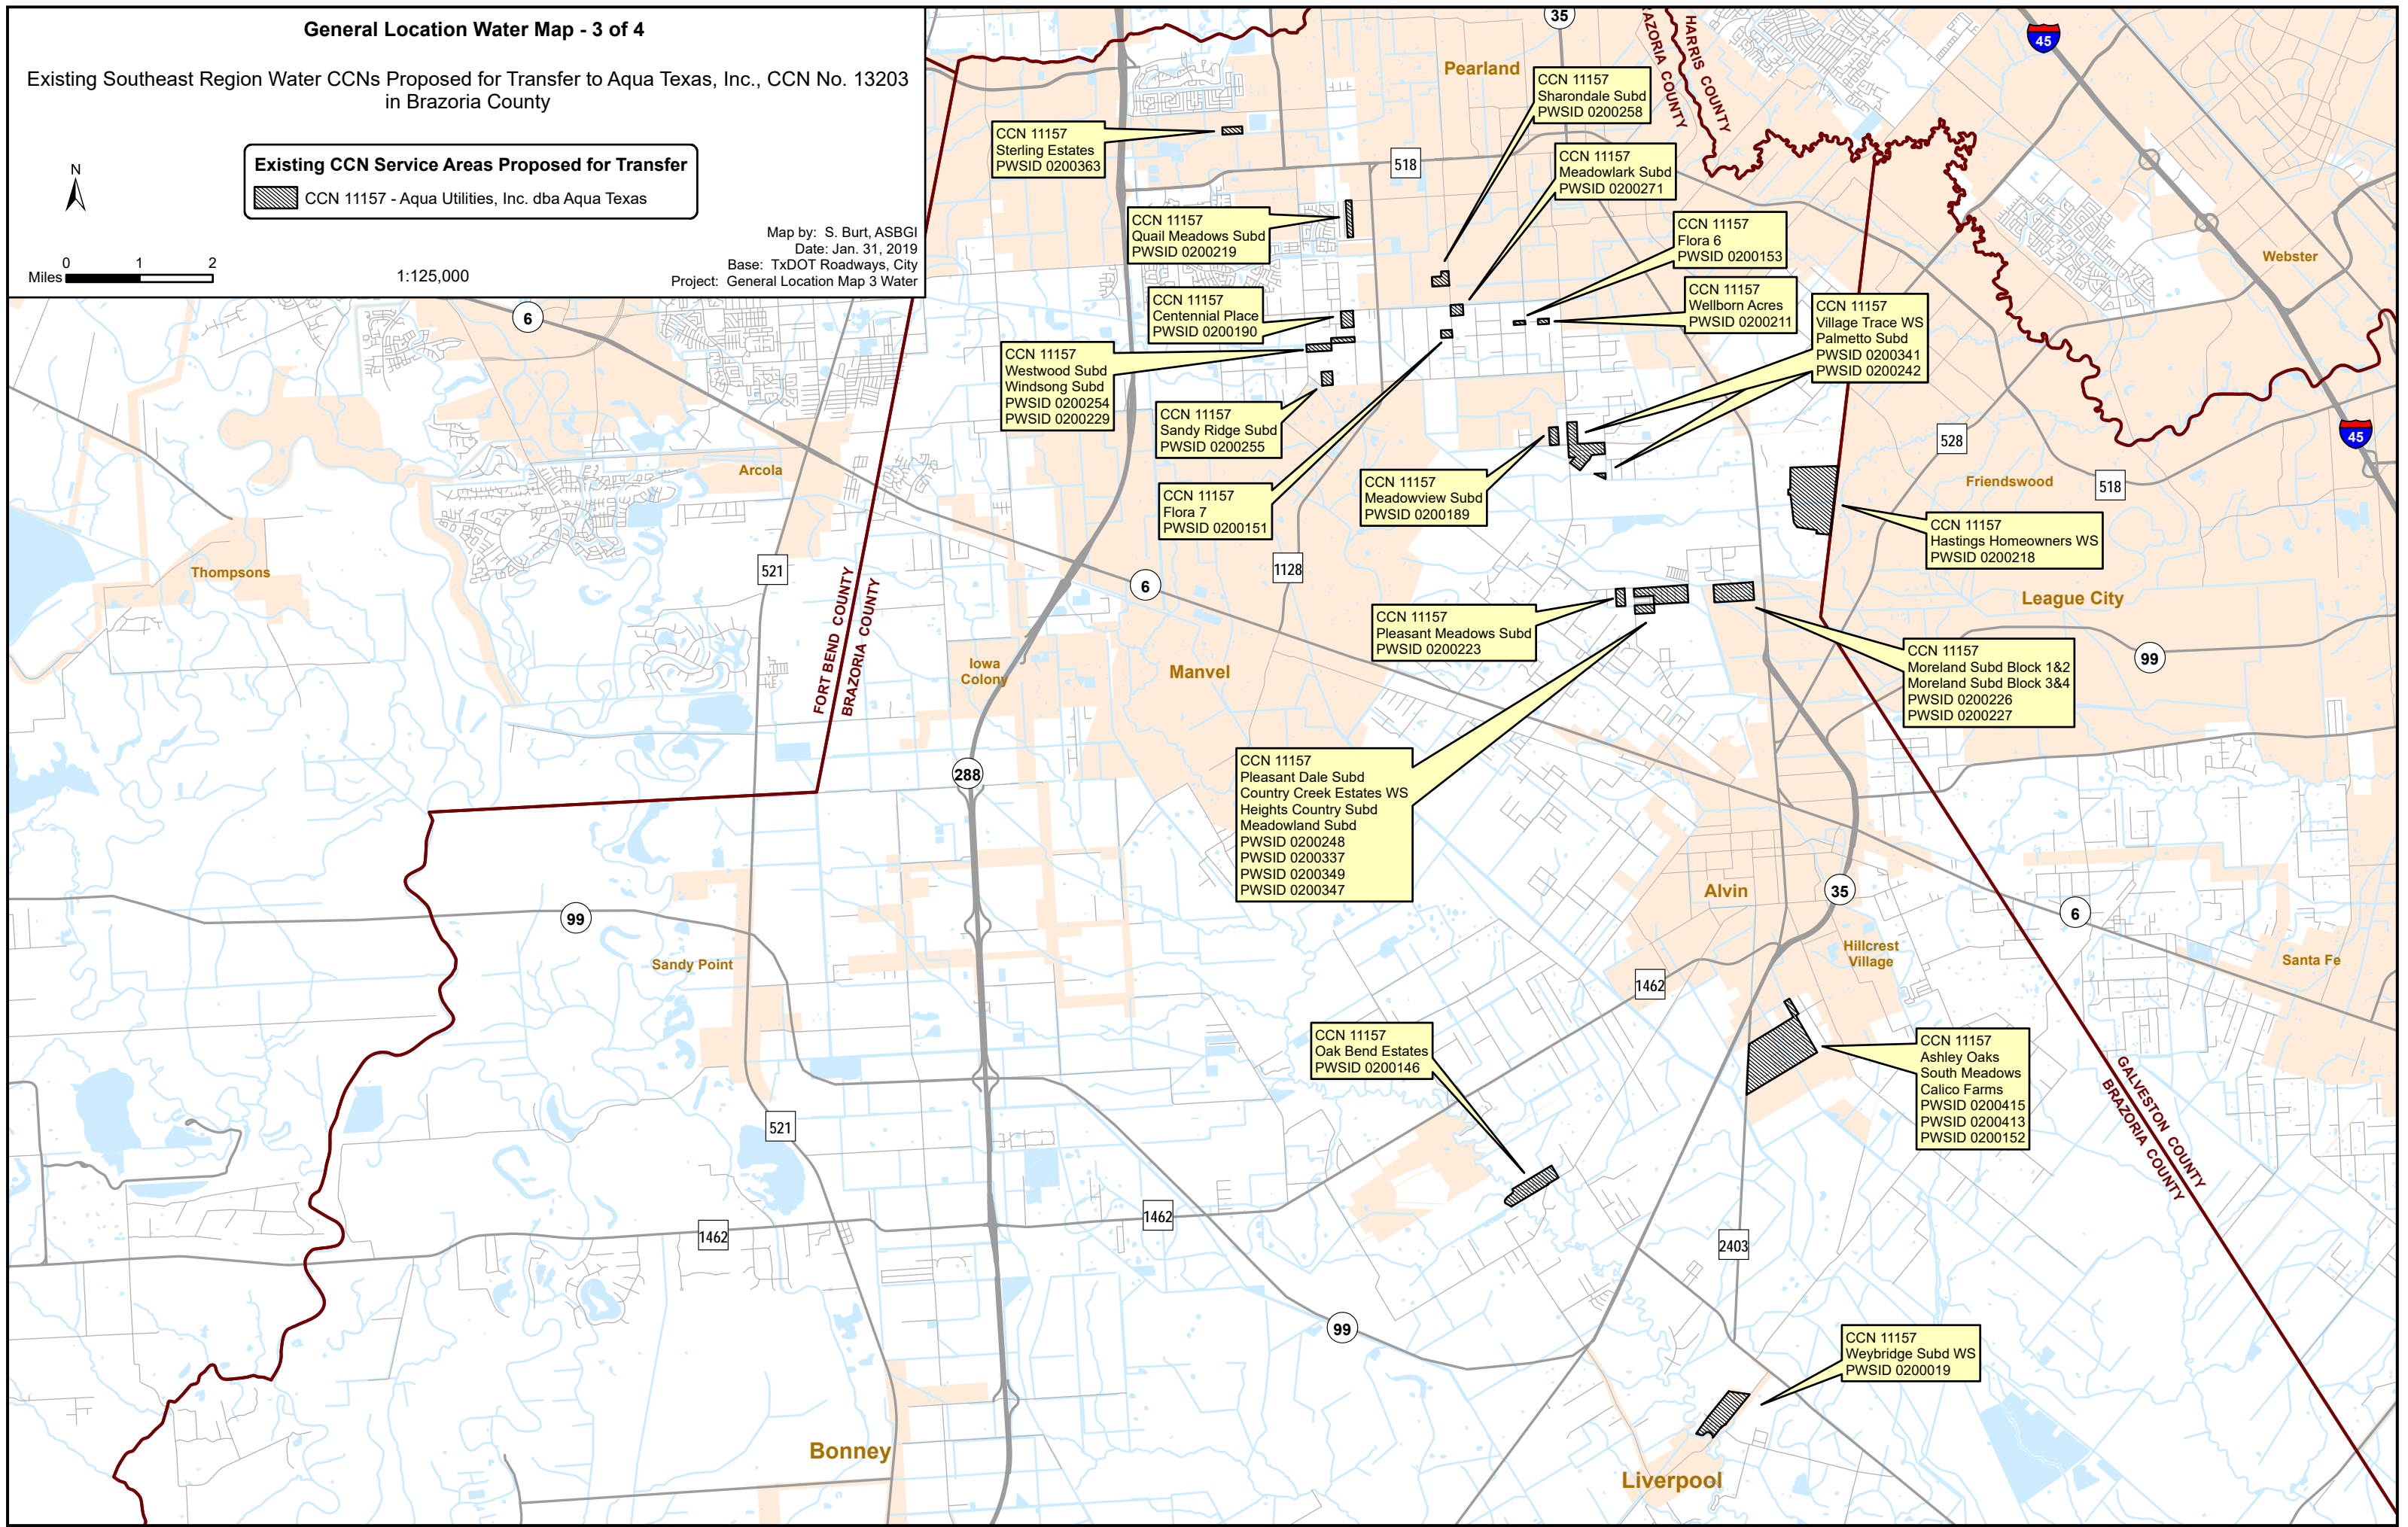 General Location Water Map - 3 of 4
Existing Southeast Region Water CCNs Proposed for Transfer to Aqua Texas, Inc., CCN No. 13203
in Brazoria County
N
Existing CCN Service Areas Proposed for Transfer
CCN 11157 - Aqua Utilities, Inc. dba Aqua Texas
Map by: S. Burt, ASBGI
Date: Jan. 31, 2019
Base: TxDOT Roadways, City
Project: General Location Map 3 Water
0 1 2
Miles
1:125,000
35
Pearland
AZORIA COUNTY
HARRIS COUNTY
45
CCN 11157
Sharondale Subd
PWSID 0200258
CCN 11157
Sterling Estates
PWSID 0200363
518
CCN 11157
Meadowlark Subd
PWSID 0200271
CCN 11157
Quail Meadows Subd
PWSID 0200219
CCN 11157
Flora 6
PWSID 0200153
Webster
CCN 11157
Wellborn Acres
PWSID 0200211
CCN 11157
Centennial Place
PWSID 0200190
CCN 11157
Village Trace WS
Palmetto Subd
PWSID 0200341
PWSID 0200242
6
CCN 11157
Westwood Subd
Windsong Subd
PWSID 0200254
PWSID 0200229
CCN 11157
Sandy Ridge Subd
PWSID 0200255
528
45
Arcola
CCN 11157
Meadowview Subd
PWSID 0200189
Friendswood
518
CCN 11157
Flora 7
PWSID 0200151
CCN 11157
Hastings Homeowners WS
PWSID 0200218
Thompsons
521
1128
6
FORT BEND COUNTY
BRAZORIA COUNTY
League City
CCN 11157
Pleasant Meadows Subd
PWSID 0200223
Iowa
Colony
Manvel
CCN 11157
Moreland Subd Block 1&2
Moreland Subd Block 3&4
PWSID 0200226
PWSID 0200227
99
288
CCN 11157
Pleasant Dale Subd
Country Creek Estates WS
Heights Country Subd
Meadowland Subd
PWSID 0200248
PWSID 0200337
PWSID 0200349
PWSID 0200347
Alvin
35
6
99
Hillcrest
Village
Santa Fe
Sandy Point
1462
CCN 11157
Oak Bend Estates
PWSID 0200146
CCN 11157
Ashley Oaks
South Meadows
Calico Farms
PWSID 0200415
PWSID 0200413
PWSID 0200152
GALVESTON COUNTY
BRAZORIA COUNTY
521
1462
1462
2403
99
CCN 11157
Weybridge Subd WS
PWSID 0200019
Bonney
Liverpool